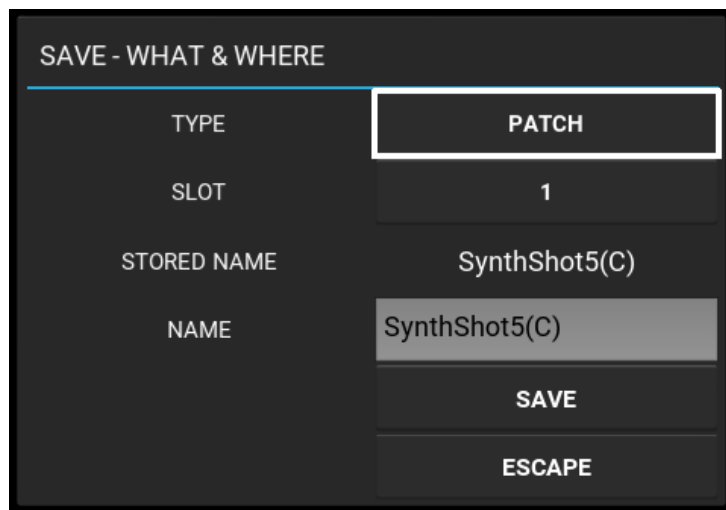 SAVE - WHAT & WHERE
TYPE PATCH
SLOT 1
STORED NAME SynthShot5(C)
NAME SynthShot5(C)
SAVE
ESCAPE